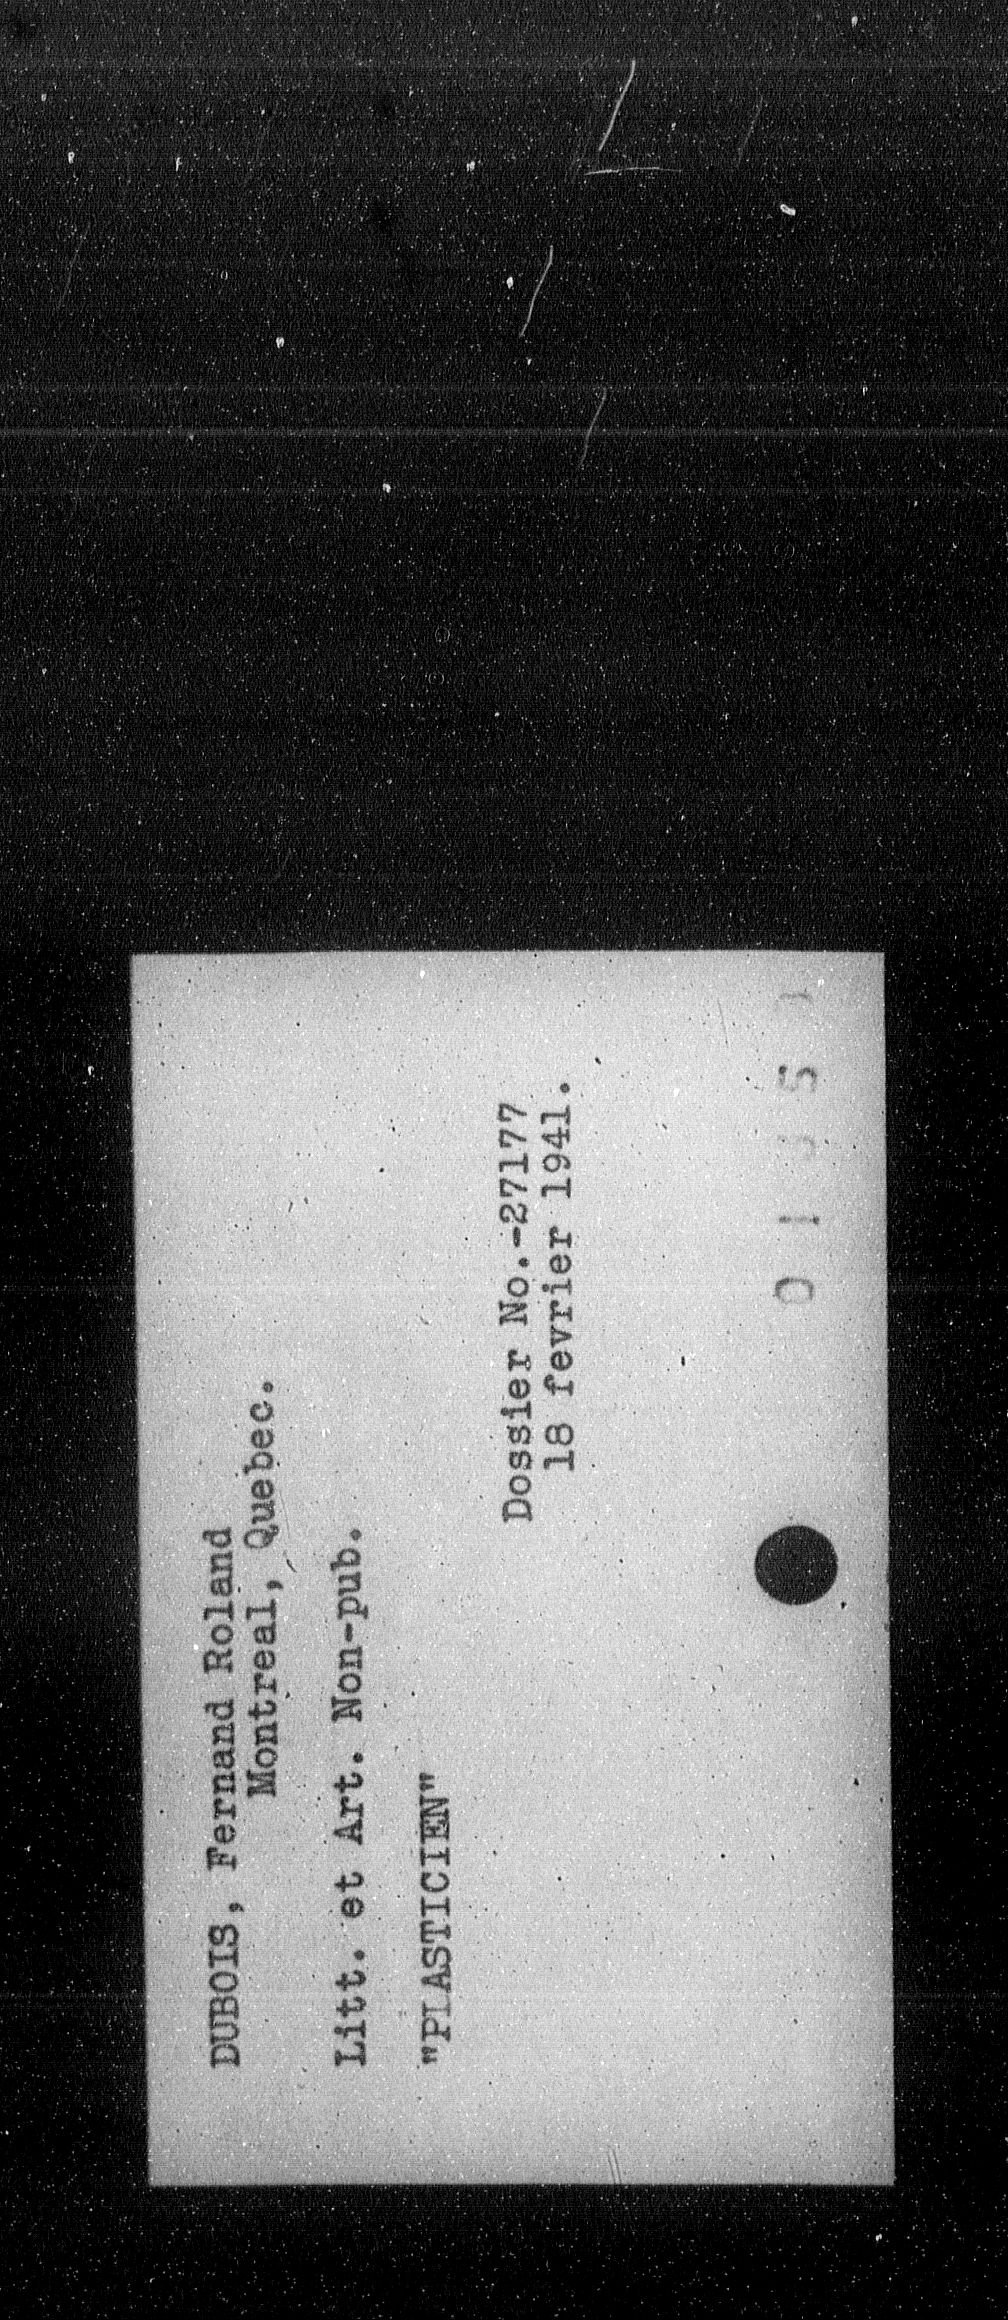 DUBOIS, Fernand Roland
Montreal, Quebec.
Litt. et Art. Non-pub.
"PLASTICIEN"
Dossier No.-27177
18 fevrier 1941.